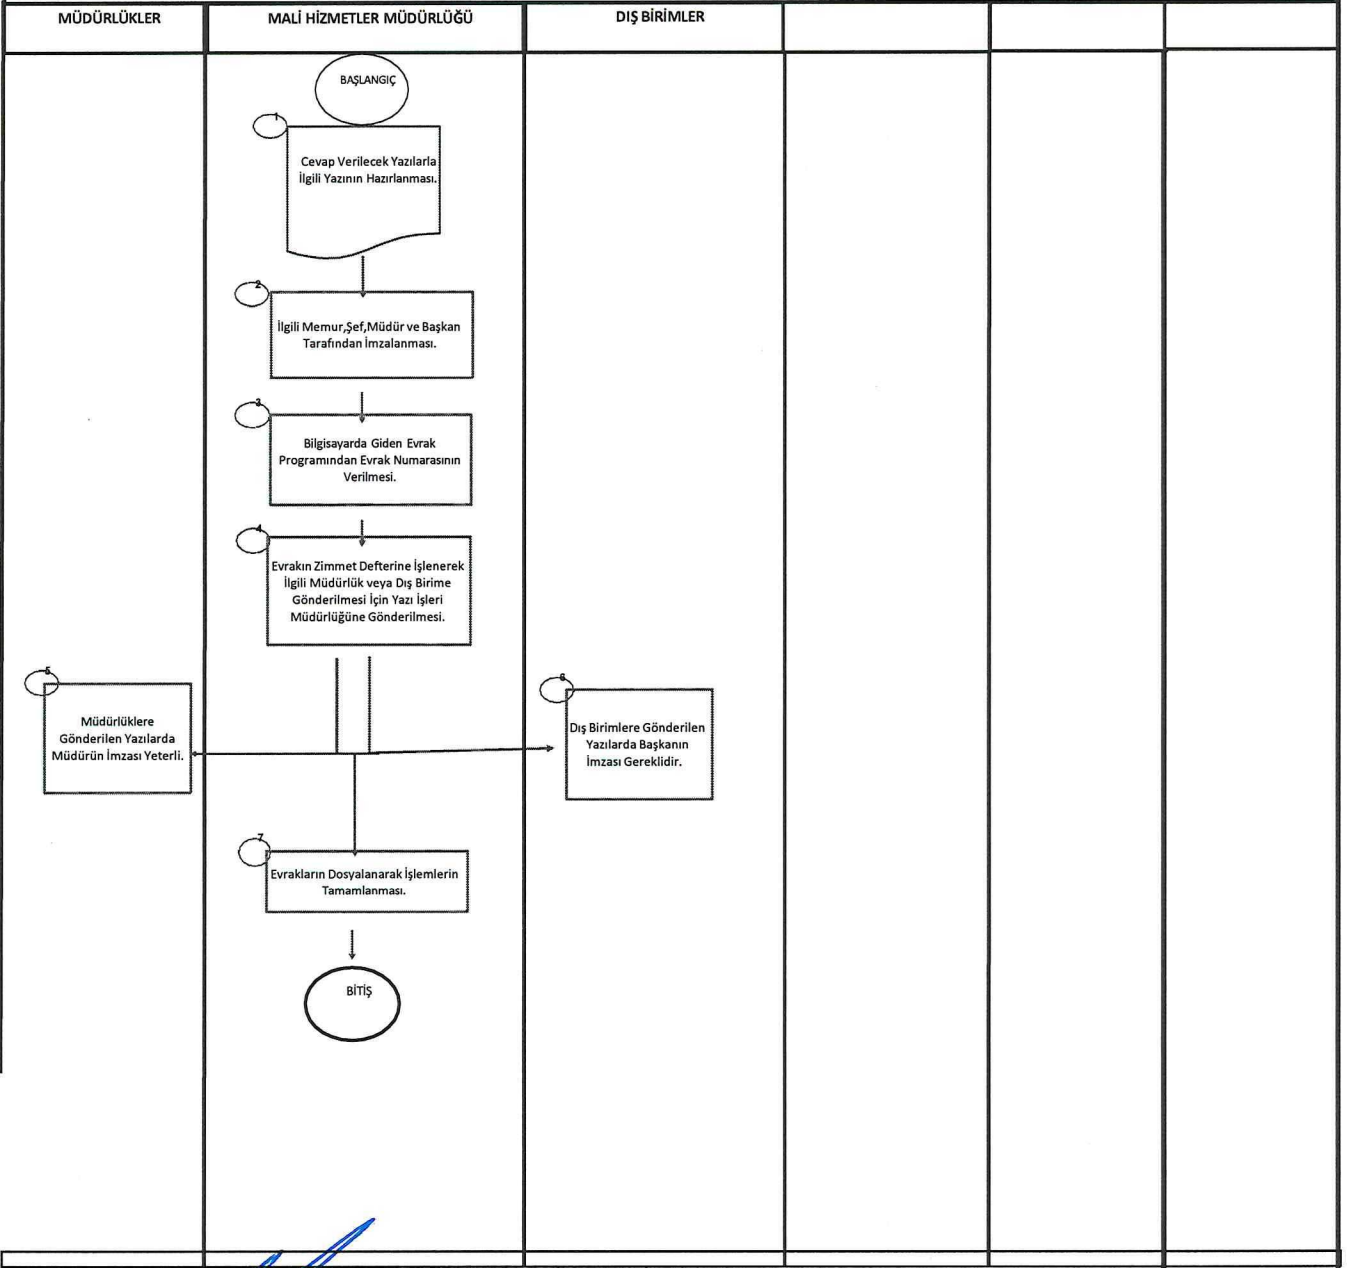 MÜDÜRLÜKLER
MALİ HİZMETLER MÜDÜRLÜĞÜ
DIŞ BİRİMLER
BAŞLANGIÇ
1
Cevap Verilecek Yazılarla
İlgili Yazının Hazırlanması.
2
İlgili Memur,Şef,Müdür ve Başkan
Tarafından İmzalanması.
3
Bilgisayarda Giden Evrak
Programından Evrak Numarasının
Verilmesi.
4
Evrakın Zimmet Defterine İşlenerek
İlgili Müdürlük veya Dış Birime
Gönderilmesi İçin Yazı İşleri
Müdürlüğüne Gönderilmesi.
5
Müdürlüklere
Gönderilen Yazılarda
Müdürün İmzası Yeterli.
6
Dış Birimlere Gönderilen
Yazılarda Başkanın
İmzası Gereklidir.
7
Evrakların Dosyalanarak İşlemlerin
Tamamlanması.
BİTİŞ